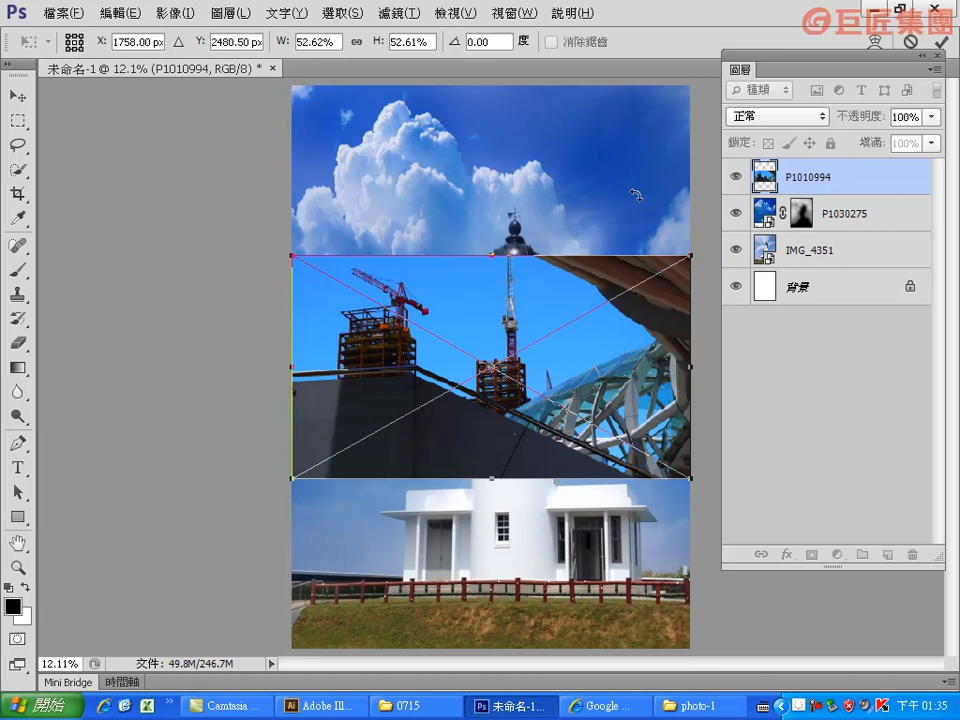 Ps 檔案(F) 編輯(E) 影像(I) 圖層(L) 文字(Y) 選取(S) 濾鏡(T) 檢視(V) 視窗(W) 說明(H)
巨匠集團
X: 1758.00 px Y: 2480.50 px W: 52.62% H: 52.61% 0.00 度 消除鋸齒
未命名-1 @ 12.1% (P1010994, RGB/8) * ×
圖層
種類
正常 不透明度: 100%
鎖定: 填滿: 100%
P1010994
P1030275
IMG_4351
背景
fx
12.11% 文件: 49.8M/246.7M
Mini Bridge 時間軸
開始 Camtasia ... Adobe Ill... 0715 未命名-1... Google ... photo-1 下午 01:35